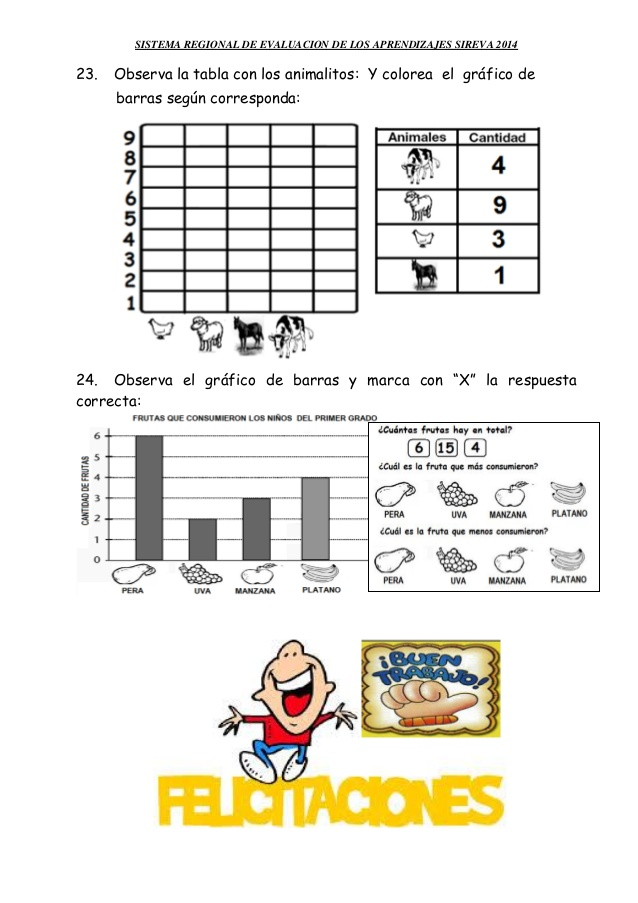 SISTEMA REGIONAL DE EVALUACION DE LOS APRENDIZAJES SIREVA 2014
23. Observa la tabla con los animalitos: Y colorea el gráfico de
barras según corresponda:
9
8
7
6
5
4
3
2
1
Animales Cantidad
4
9
3
1
24. Observa el gráfico de barras y marca con “X” la respuesta
correcta:
FRUTAS QUE CONSUMIERON LOS NIÑOS DEL PRIMER GRADO
CANTIDAD DE FRUTAS
6
5
4
3
2
1
0
PERA UVA MANZANA PLATANO
¿Cuántas frutas hay en total?
6 15 4
¿Cuál es la fruta que más consumieron?
PERA UVA MANZANA PLATANO
¿Cuál es la fruta que menos consumieron?
PERA UVA MANZANA PLATANO
¡BUEN
TRABAJO!
FELICITACIONES